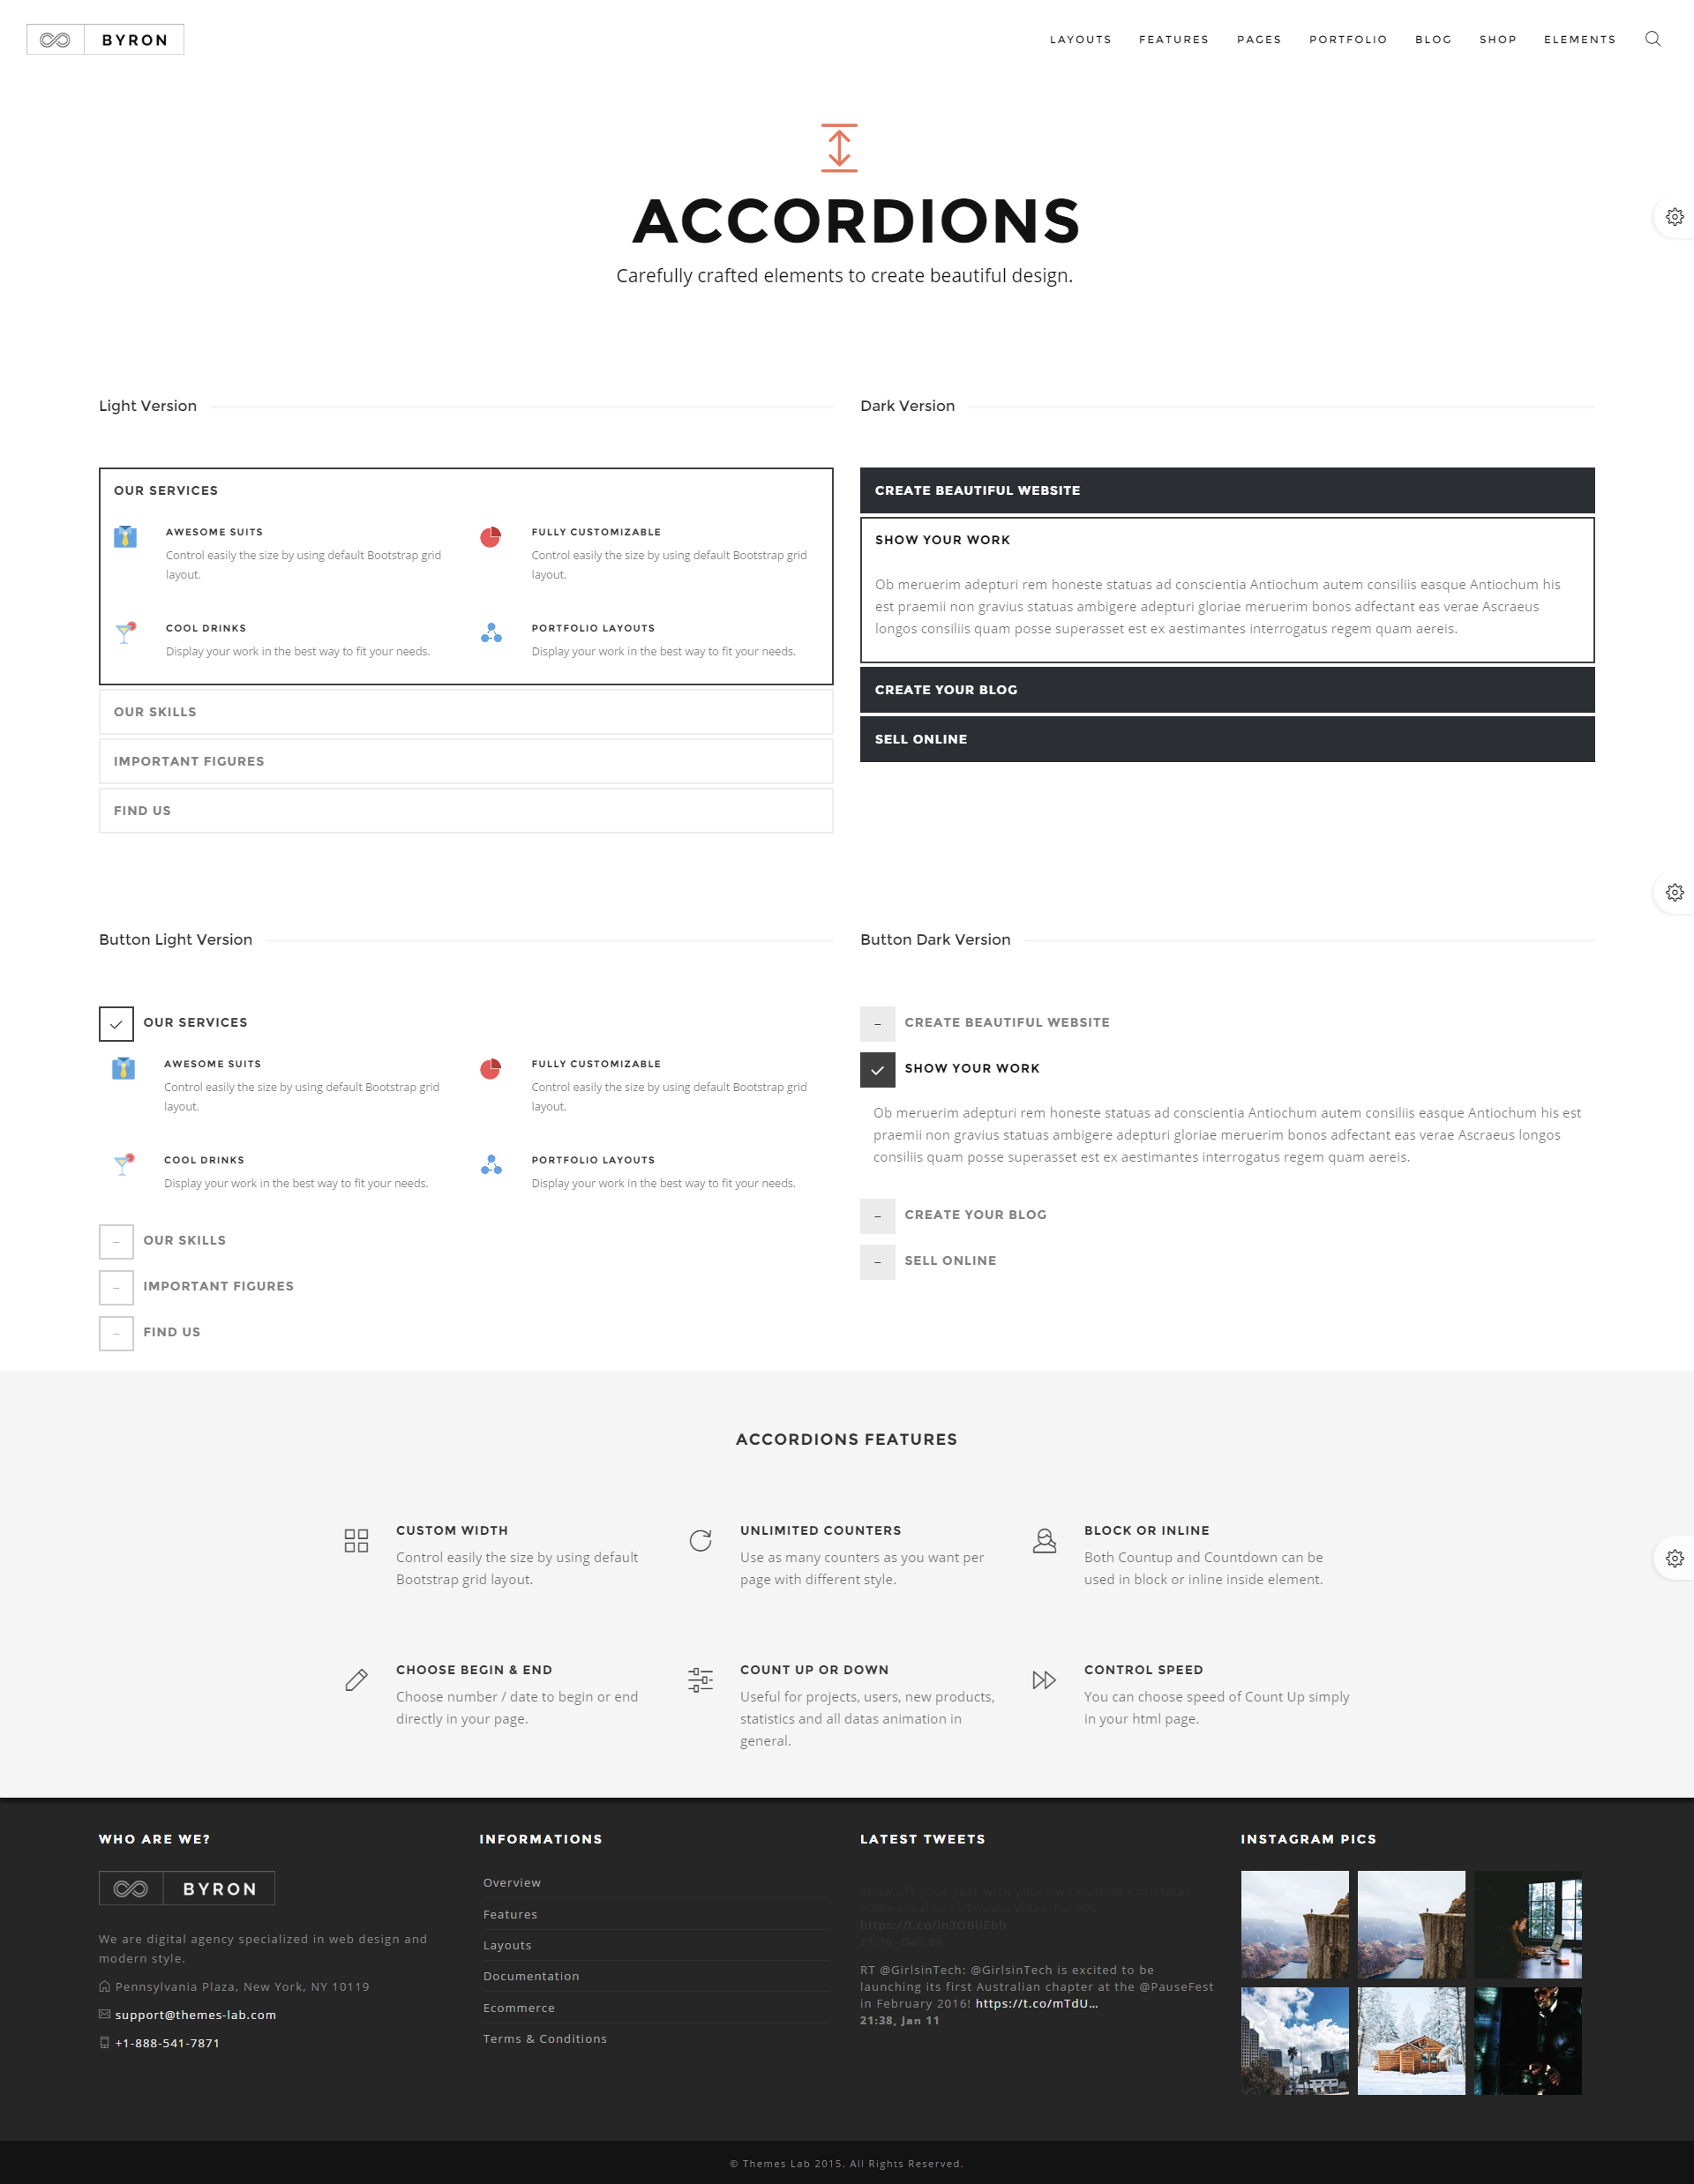 BYRON
LAYOUTS FEATURES PAGES PORTFOLIO BLOG SHOP ELEMENTS
ACCORDIONS
Carefully crafted elements to create beautiful design.
Light Version
OUR SERVICES
AWESOME SUITS
Control easily the size by using default Bootstrap grid
layout.
FULLY CUSTOMIZABLE
Control easily the size by using default Bootstrap grid
layout.
COOL DRINKS
Display your work in the best way to fit your needs.
PORTFOLIO LAYOUTS
Display your work in the best way to fit your needs.
OUR SKILLS
IMPORTANT FIGURES
FIND US
Dark Version
CREATE BEAUTIFUL WEBSITE
SHOW YOUR WORK
Ob meruerim adepturi rem honeste statuas ad conscientia Antiochum autem consiliis easque Antiochum his
est praemii non gravius statuas ambigere adepturi gloriae meruerim bonos adfectant eas verae Ascraeus
longos consiliis quam posse superasset est ex aestimantes interrogatus regem quam aereis.
CREATE YOUR BLOG
SELL ONLINE
Button Light Version
OUR SERVICES
AWESOME SUITS
Control easily the size by using default Bootstrap grid
layout.
FULLY CUSTOMIZABLE
Control easily the size by using default Bootstrap grid
layout.
COOL DRINKS
Display your work in the best way to fit your needs.
PORTFOLIO LAYOUTS
Display your work in the best way to fit your needs.
OUR SKILLS
IMPORTANT FIGURES
FIND US
Button Dark Version
CREATE BEAUTIFUL WEBSITE
SHOW YOUR WORK
Ob meruerim adepturi rem honeste statuas ad conscientia Antiochum autem consiliis easque Antiochum his est
praemii non gravius statuas ambigere adepturi gloriae meruerim bonos adfectant eas verae Ascraeus longos
consiliis quam posse superasset est ex aestimantes interrogatus regem quam aereis.
CREATE YOUR BLOG
SELL ONLINE
ACCORDIONS FEATURES
CUSTOM WIDTH
Control easily the size by using default
Bootstrap grid layout.
UNLIMITED COUNTERS
Use as many counters as you want per
page with different style.
BLOCK OR INLINE
Both Countup and Countdown can be
used in block or inline inside element.
CHOOSE BEGIN & END
Choose number / date to begin or end
directly in your page.
COUNT UP OR DOWN
Useful for projects, users, new products,
statistics and all datas animation in
general.
CONTROL SPEED
You can choose speed of Count Up simply
in your html page.
WHO ARE WE?
BYRON
We are digital agency specialized in web design and
modern style.
Pennsylvania Plaza, New York, NY 10119
support@themes-lab.com
+1-888-541-7871
INFORMATIONS
Overview
Features
Layouts
Documentation
Ecommerce
Terms & Conditions
LATEST TWEETS
RT @GirlsinTech: @GirlsinTech is excited to be
launching its first Australian chapter at the @PauseFest
in February 2016! https://t.co/mTdU…
21:38, Jan 11
INSTAGRAM PICS
© Themes Lab 2015. All Rights Reserved.